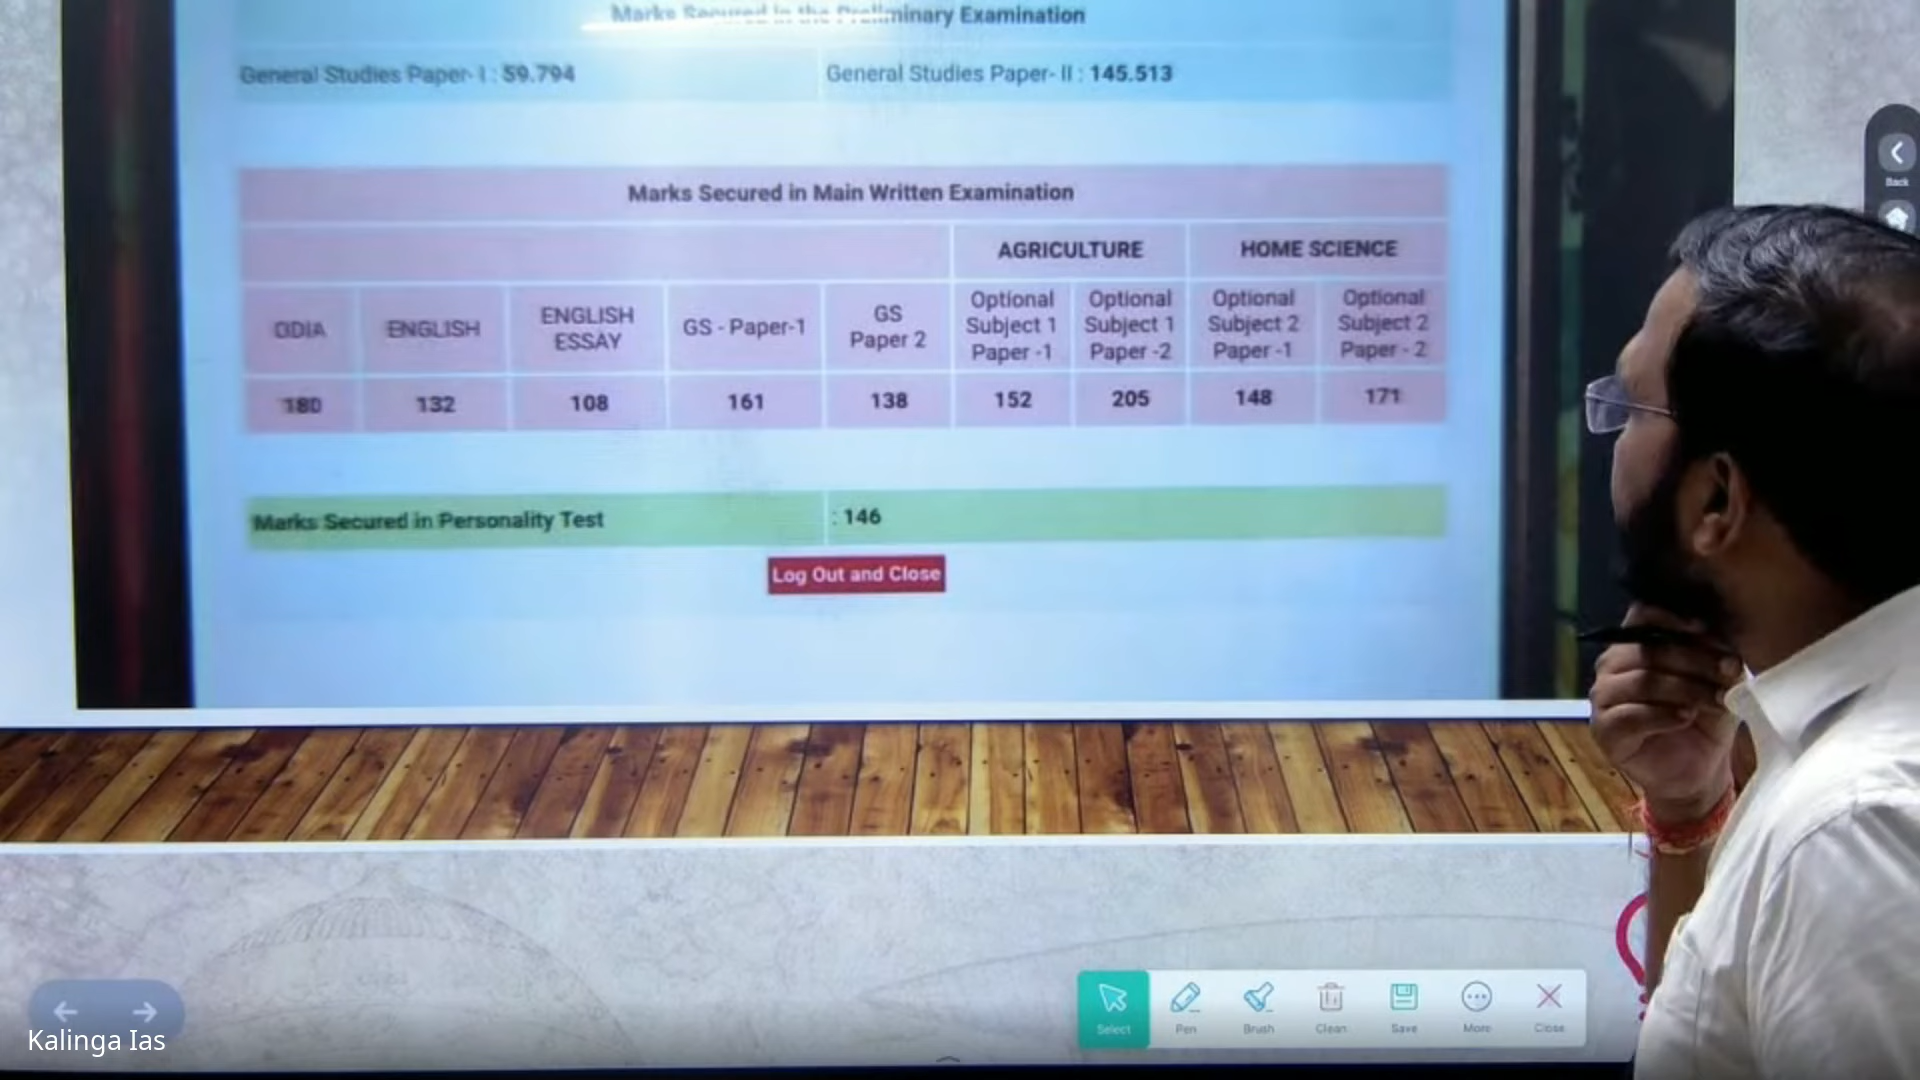 Marks Secured in the Preliminary Examination
General Studies Paper- I : 59.794
General Studies Paper- II : 145.513
Marks Secured in Main Written Examination
AGRICULTURE
HOME SCIENCE
ODIA
ENGLISH
ENGLISH
ESSAY
GS - Paper-1
GS
Paper 2
Optional
Subject 1
Paper -1
Optional
Subject 1
Paper -2
Optional
Subject 2
Paper -1
Optional
Subject 2
Paper - 2
180
132
108
161
138
152
205
148
171
Marks Secured in Personality Test
: 146
Log Out and Close
Back
Select
Pen
Brush
Clean
Save
More
Close
Kalinga Ias